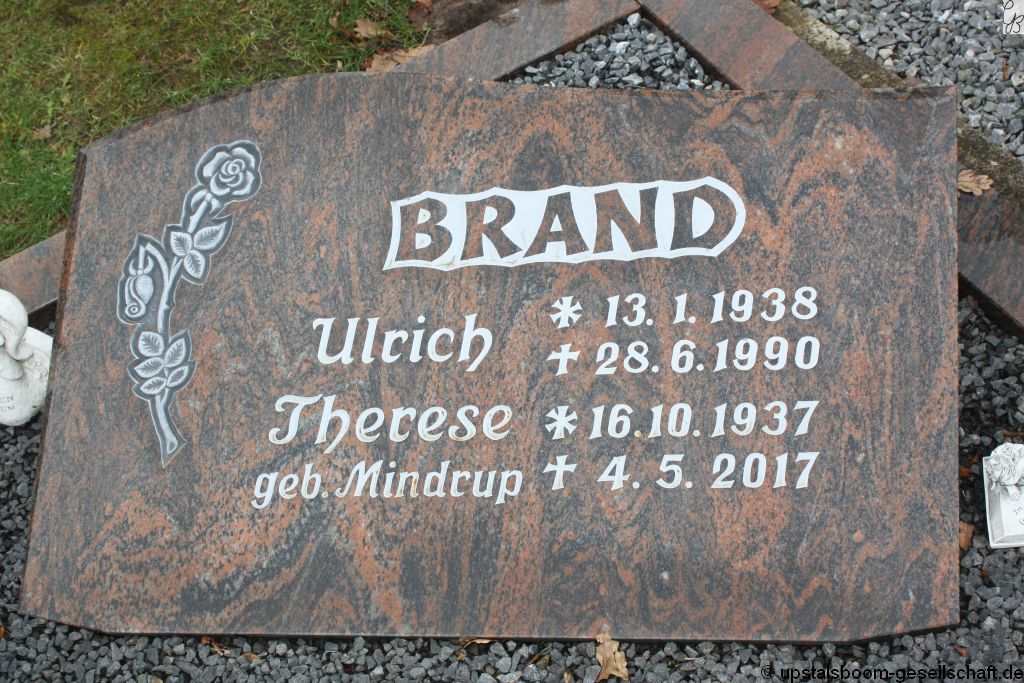 BRAND
Ulrich * 13. 1. 1938
† 28. 6. 1990
Therese * 16. 10. 1937
geb. Mindrup † 4. 5. 2017
© upstalsboom-gesellschaft.de